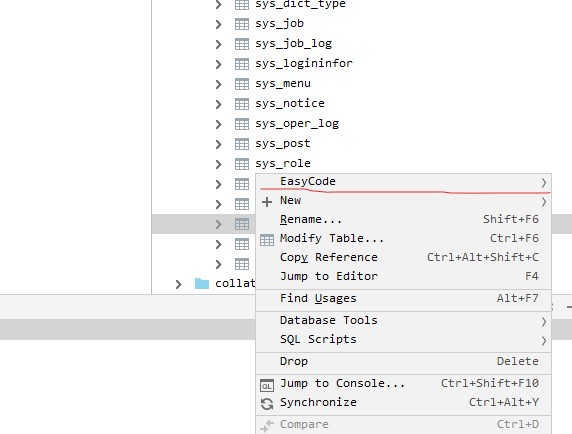 sys_dict_type
sys_job
sys_job_log
sys_logininfor
sys_menu
sys_notice
sys_oper_log
sys_post
sys_role
EasyCode
New
Rename... Shift+F6
Modify Table... Ctrl+F6
Copy Reference Ctrl+Alt+Shift+C
Jump to Editor F4
Find Usages Alt+F7
Database Tools
SQL Scripts
Drop Delete
QL Jump to Console... Ctrl+Shift+F10
Synchronize Ctrl+Alt+Y
Compare Ctrl+D